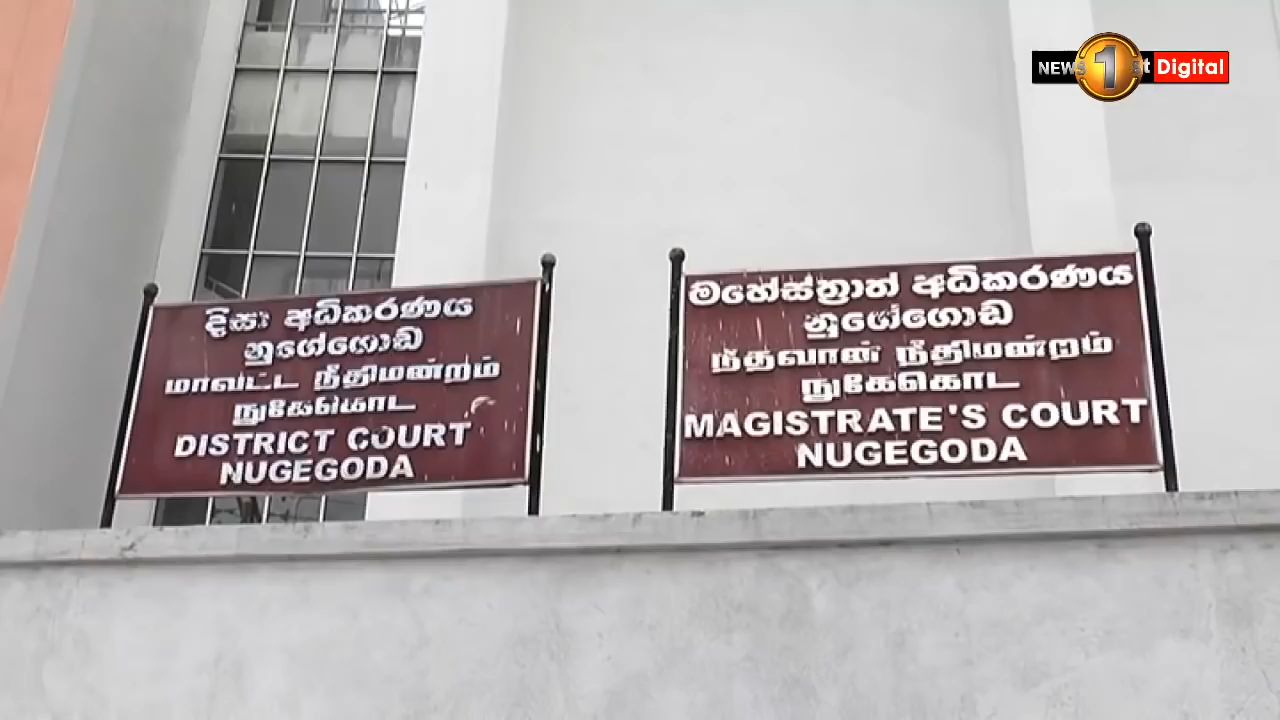 NEWS 1st Digital
දිසා අධිකරණය
නුගේගොඩ
மாவட்ட நீதிமன்றம்
நுகேகொட
DISTRICT COURT
NUGEGODA
මහේස්ත්‍රාත් අධිකරණය
නුගේගොඩ
நீதவான் நீதிமன்றம்
நுகேகொட
MAGISTRATE'S COURT
NUGEGODA